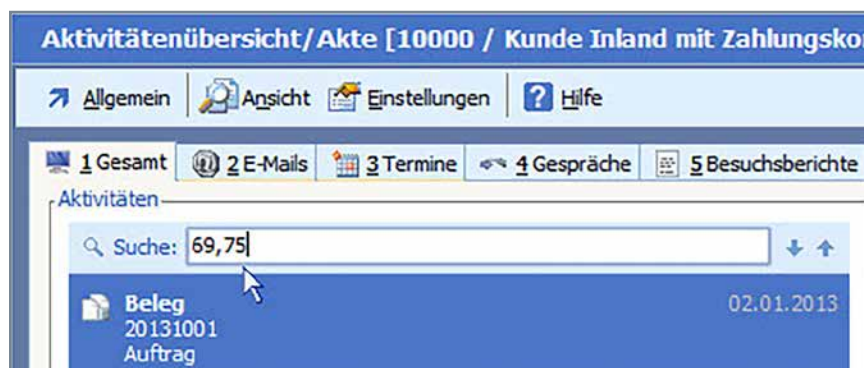 Aktivitätenübersicht/Akte [10000 / Kunde Inland mit Zahlungsko
Allgemein Ansicht Einstellungen ? Hilfe
1 Gesamt 2 E-Mails 3 Termine 4 Gespräche 5 Besuchsberichte
Aktivitäten
Suche: 69,75
Beleg 02.01.2013
20131001
Auftrag